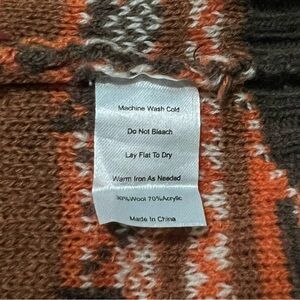 Machine Wash Cold
Do Not Bleach
Lay Flat To Dry
Warm Iron As Needed
30%Wool 70%Acrylic
Made In China